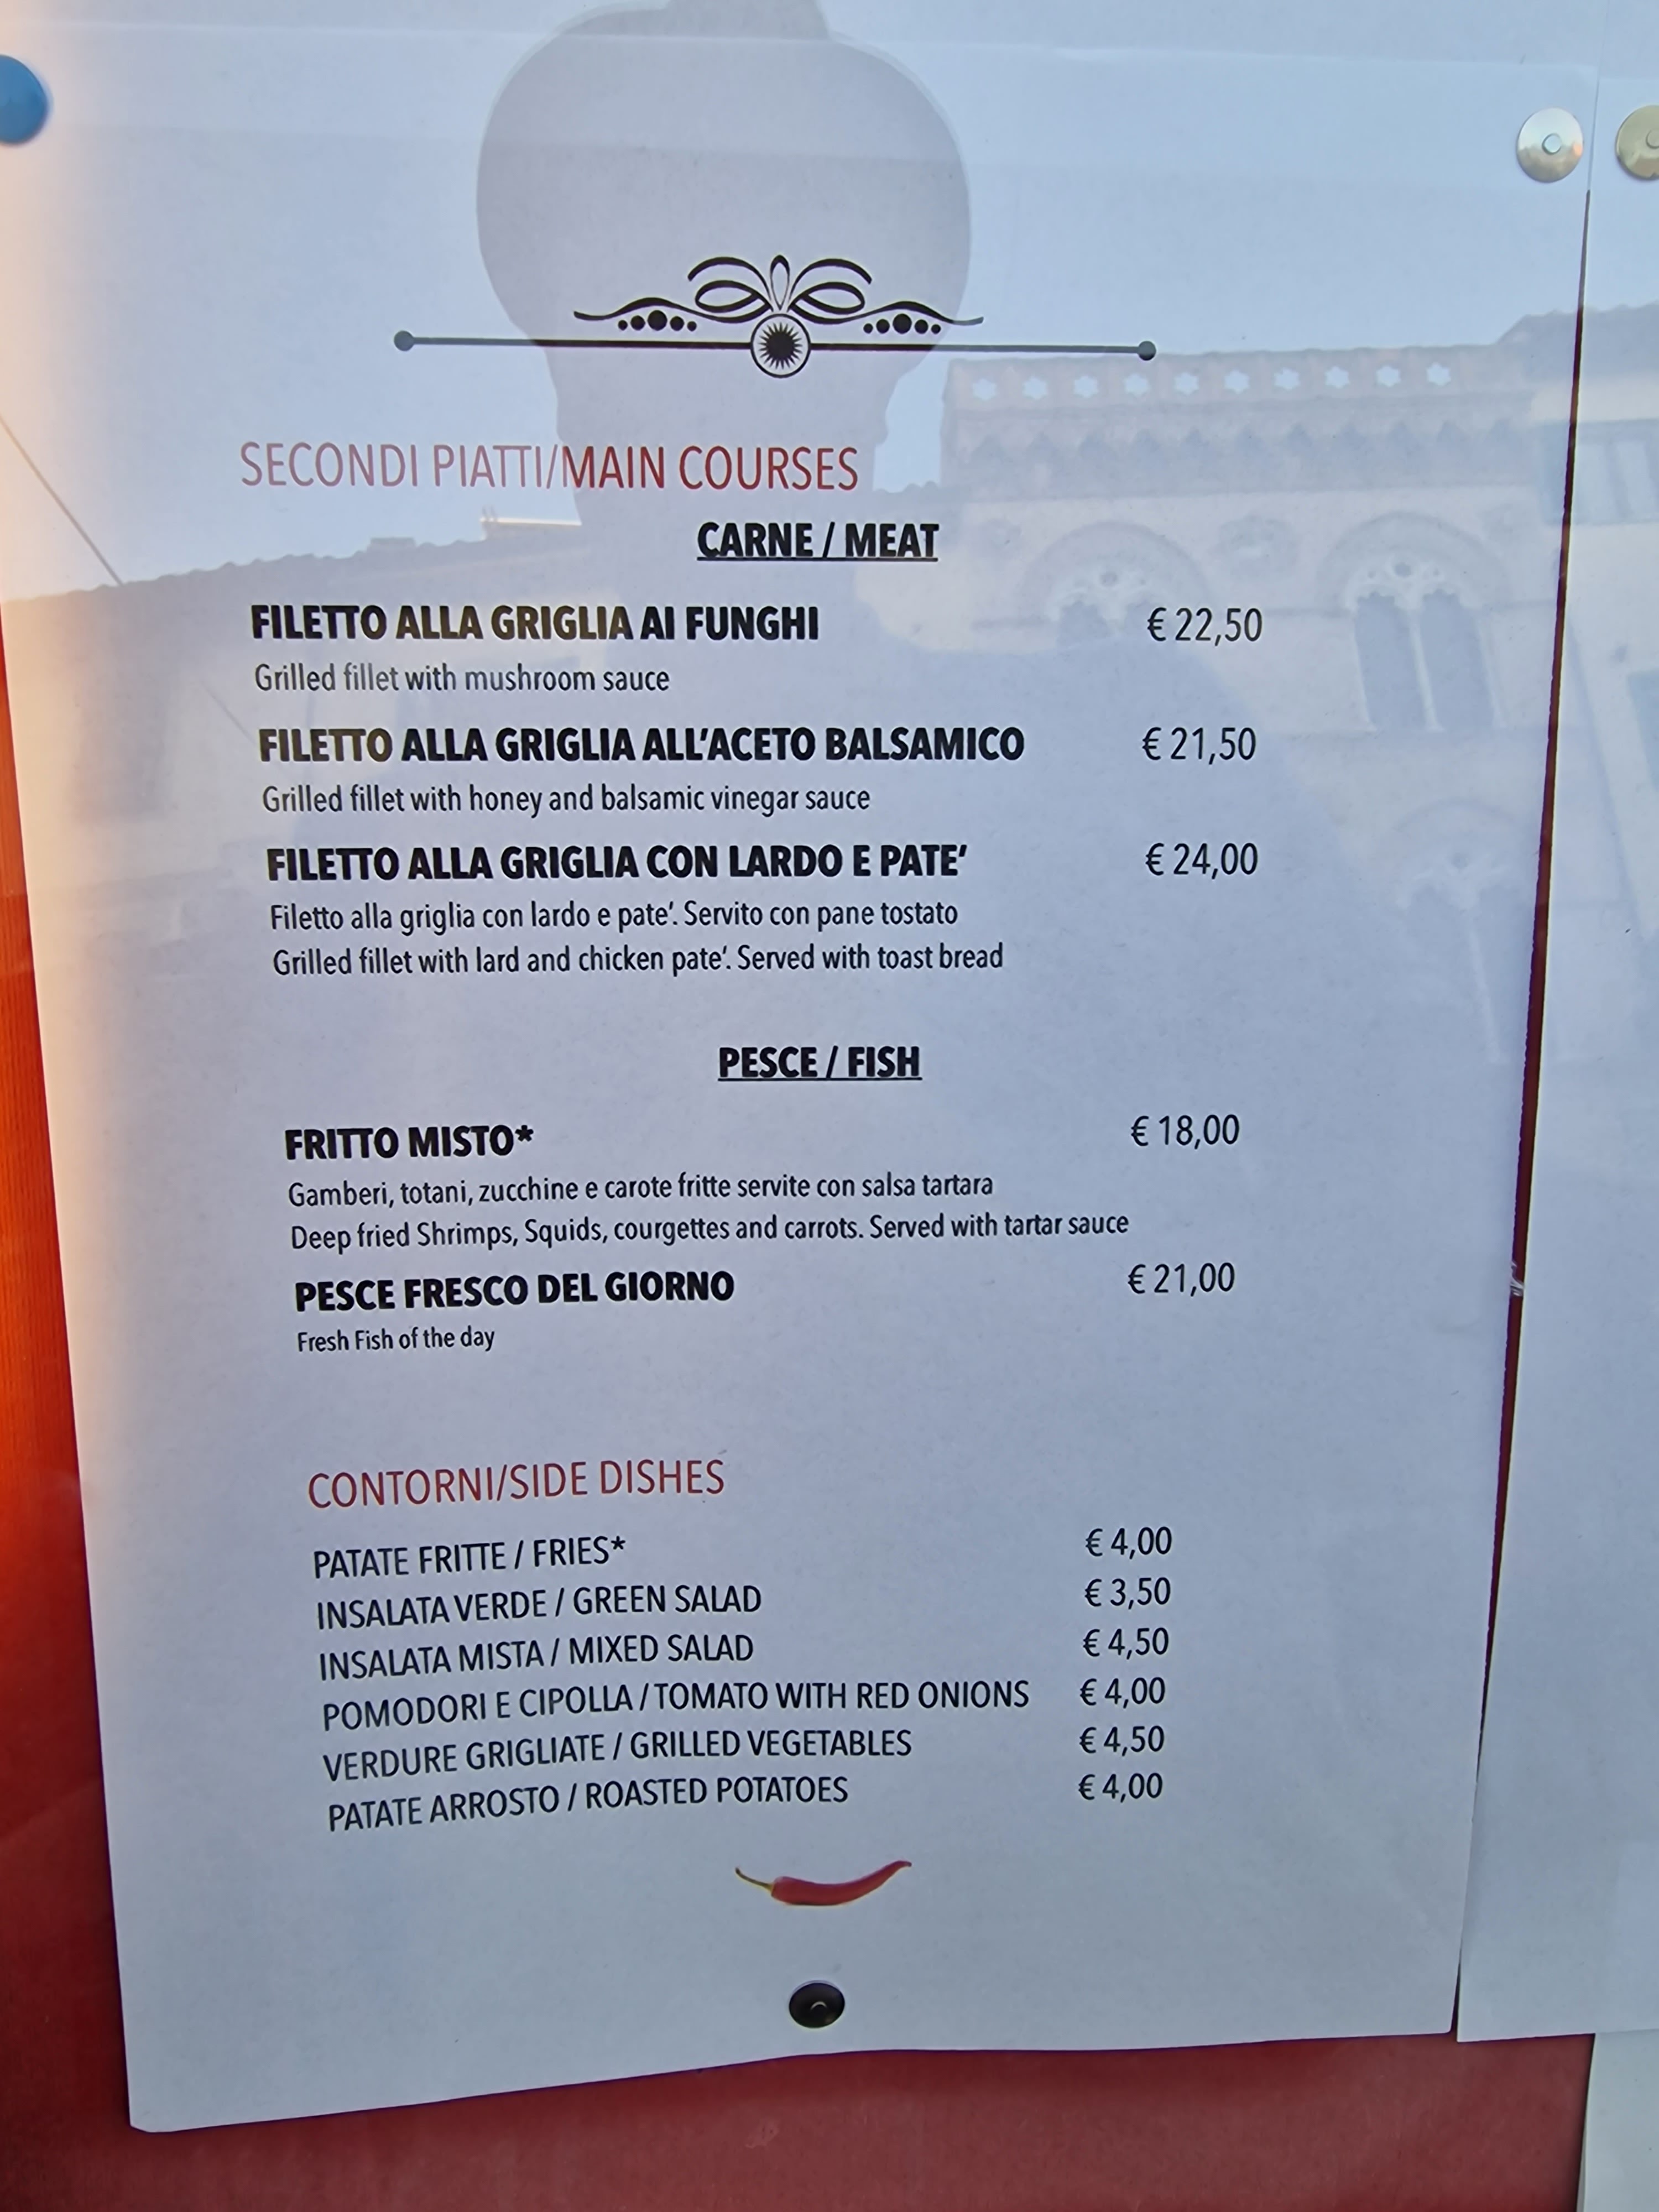 SECONDI PIATTI/MAIN COURSES
CARNE / MEAT
FILETTO ALLA GRIGLIA AI FUNGHI € 22,50
Grilled fillet with mushroom sauce
FILETTO ALLA GRIGLIA ALL'ACETO BALSAMICO € 21,50
Grilled fillet with honey and balsamic vinegar sauce
FILETTO ALLA GRIGLIA CON LARDO E PATE' € 24,00
Filetto alla griglia con lardo e pate'. Servito con pane tostato
Grilled fillet with lard and chicken pate'. Served with toast bread
PESCE / FISH
FRITTO MISTO* € 18,00
Gamberi, totani, zucchine e carote fritte servite con salsa tartara
Deep fried Shrimps, Squids, courgettes and carrots. Served with tartar sauce
PESCE FRESCO DEL GIORNO € 21,00
Fresh Fish of the day
CONTORNI/SIDE DISHES
PATATE FRITTE / FRIES* € 4,00
INSALATA VERDE / GREEN SALAD € 3,50
INSALATA MISTA / MIXED SALAD € 4,50
POMODORI E CIPOLLA / TOMATO WITH RED ONIONS € 4,00
VERDURE GRIGLIATE / GRILLED VEGETABLES € 4,50
PATATE ARROSTO / ROASTED POTATOES € 4,00